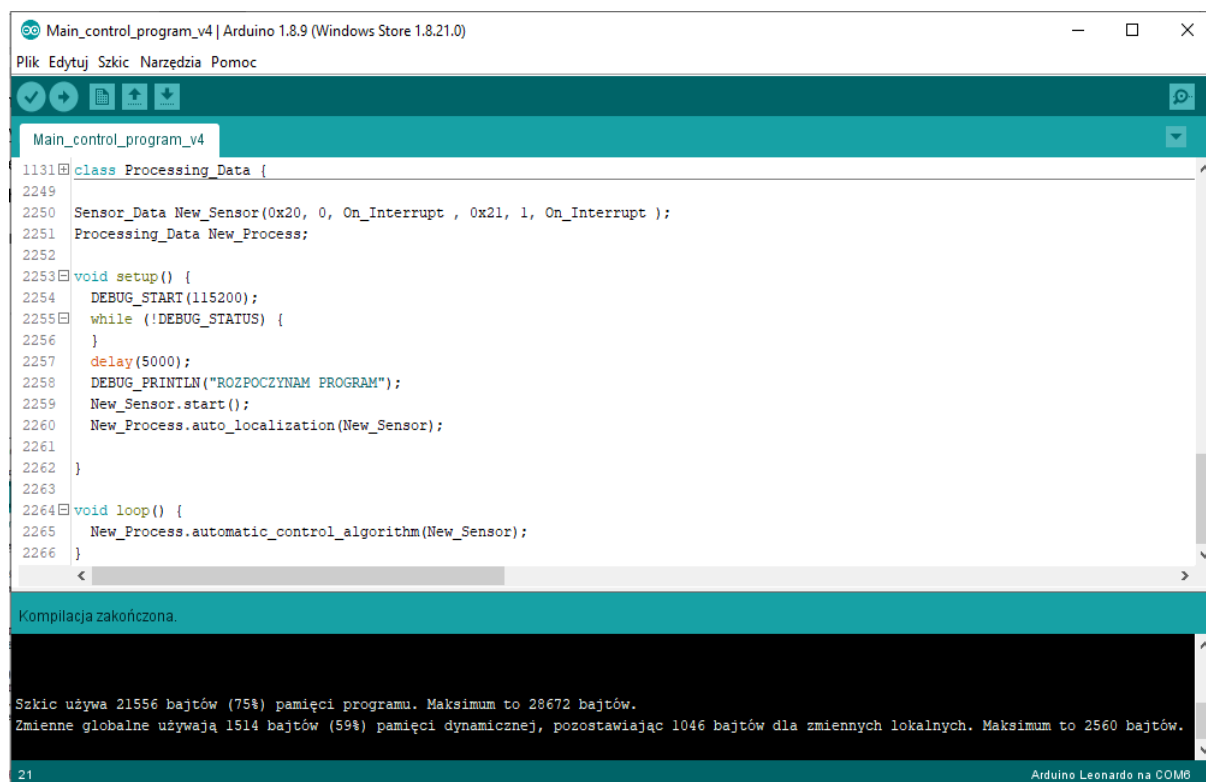 Main_control_program_v4 | Arduino 1.8.9 (Windows Store 1.8.21.0)
Plik Edytuj Szkic Narzędzia Pomoc
Main_control_program_v4
1131 class Processing_Data {
2249
2250 Sensor_Data New_Sensor(0x20, 0, On_Interrupt , 0x21, 1, On_Interrupt );
2251 Processing_Data New_Process;
2252
2253 void setup() {
2254 DEBUG_START(115200);
2255 while (!DEBUG_STATUS) {
2256 }
2257 delay(5000);
2258 DEBUG_PRINTLN("ROZPOCZYNAM PROGRAM");
2259 New_Sensor.start();
2260 New_Process.auto_localization(New_Sensor);
2261
2262 }
2263
2264 void loop() {
2265 New_Process.automatic_control_algorithm(New_Sensor);
2266 }
Kompilacja zakończona.
Szkic używa 21556 bajtów (75%) pamięci programu. Maksimum to 28672 bajtów.
Zmienne globalne używają 1514 bajtów (59%) pamięci dynamicznej, pozostawiając 1046 bajtów dla zmiennych lokalnych. Maksimum to 2560 bajtów.
21 Arduino Leonardo na COM6